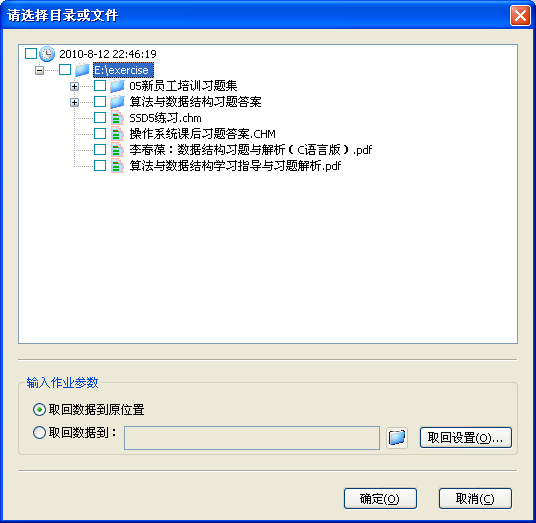 请选择目录或文件
2010-8-12 22:46:19
E:\exercise
05新员工培训习题集
算法与数据结构习题答案
SSD5练习.chm
操作系统课后习题答案.CHM
李春葆：数据结构习题与解析（C语言版）.pdf
算法与数据结构学习指导与习题解析.pdf
输入作业参数
取回数据到原位置
取回数据到：
取回设置(O)...
确定(O)
取消(C)